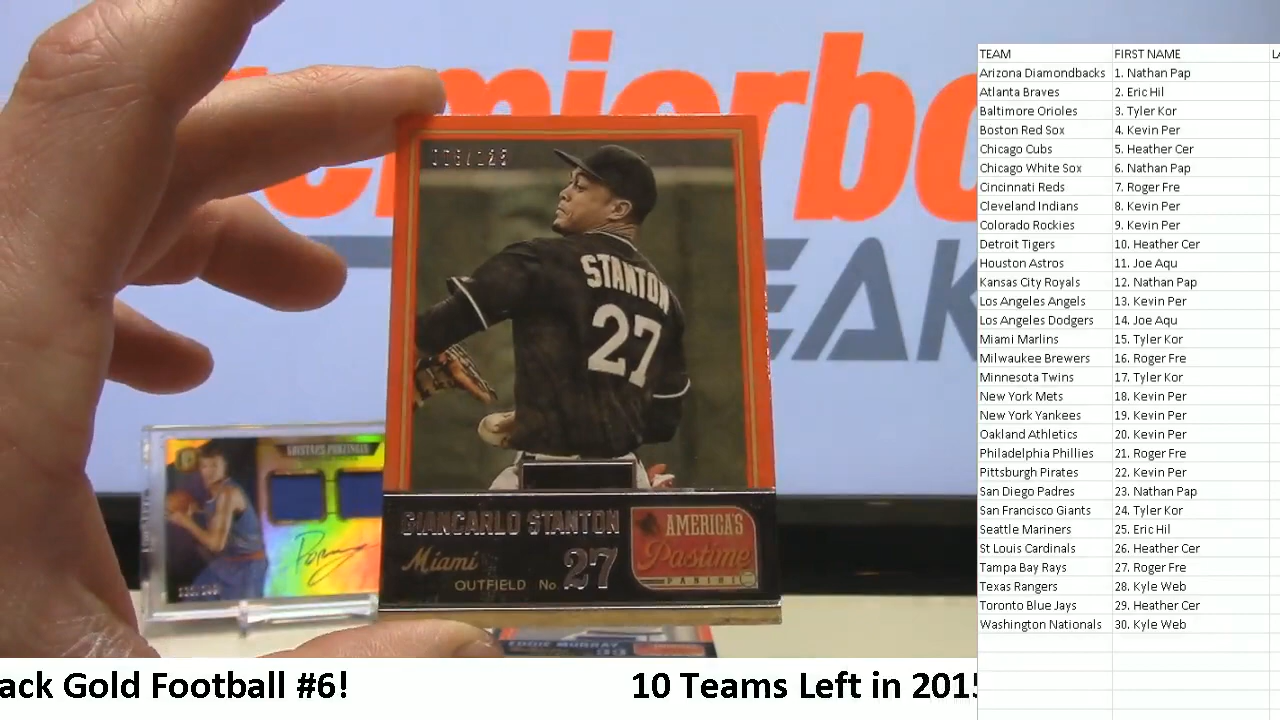 STANTON
27
GIANCARLO STANTON
Miami
OUTFIELD No. 27
AMERICA'S
Pastime
PANINI
EDDIE MURRAY
33
TEAM FIRST NAME
Arizona Diamondbacks 1. Nathan Pap
Atlanta Braves 2. Eric Hil
Baltimore Orioles 3. Tyler Kor
Boston Red Sox 4. Kevin Per
Chicago Cubs 5. Heather Cer
Chicago White Sox 6. Nathan Pap
Cincinnati Reds 7. Roger Fre
Cleveland Indians 8. Kevin Per
Colorado Rockies 9. Kevin Per
Detroit Tigers 10. Heather Cer
Houston Astros 11. Joe Aqu
Kansas City Royals 12. Nathan Pap
Los Angeles Angels 13. Kevin Per
Los Angeles Dodgers 14. Joe Aqu
Miami Marlins 15. Tyler Kor
Milwaukee Brewers 16. Roger Fre
Minnesota Twins 17. Tyler Kor
New York Mets 18. Kevin Per
New York Yankees 19. Kevin Per
Oakland Athletics 20. Kevin Per
Philadelphia Phillies 21. Roger Fre
Pittsburgh Pirates 22. Kevin Per
San Diego Padres 23. Nathan Pap
San Francisco Giants 24. Tyler Kor
Seattle Mariners 25. Eric Hil
St Louis Cardinals 26. Heather Cer
Tampa Bay Rays 27. Roger Fre
Texas Rangers 28. Kyle Web
Toronto Blue Jays 29. Heather Cer
Washington Nationals 30. Kyle Web
ack Gold Football #6! 10 Teams Left in 2015